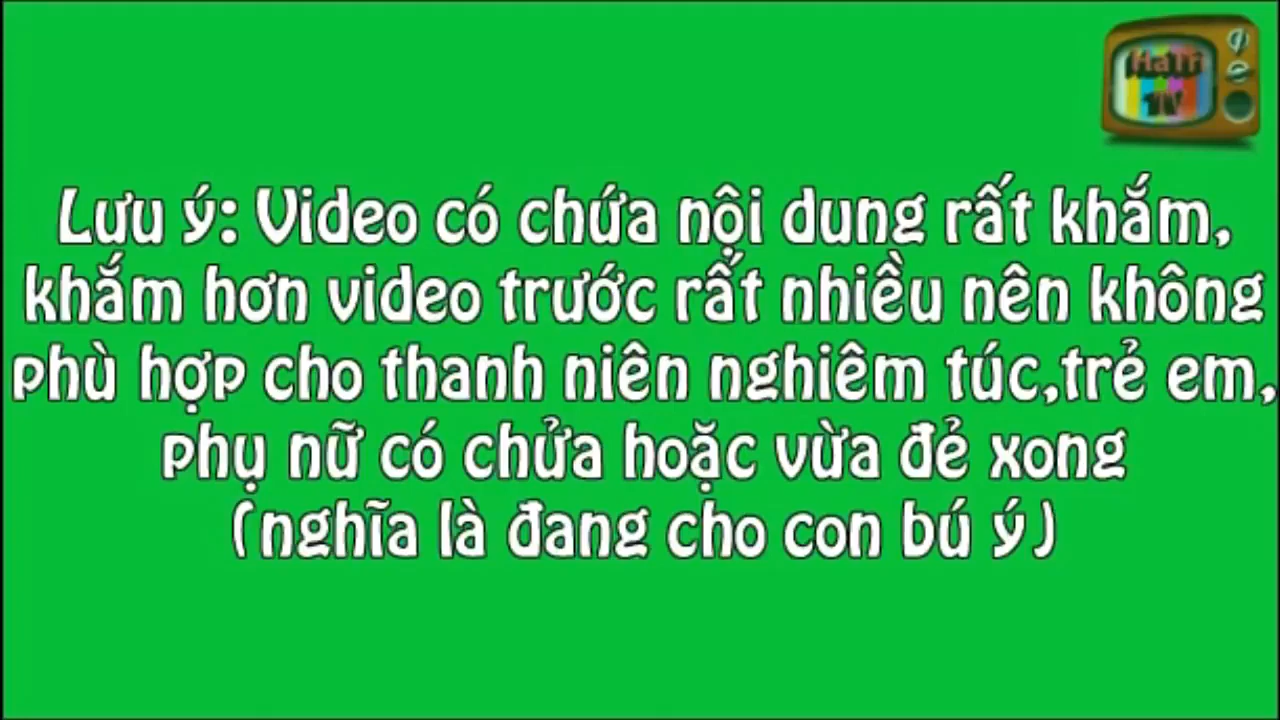 HaTi
TV
Lưu ý: Video có chứa nội dung rất khắm,
khắm hơn video trước rất nhiều nên không
phù hợp cho thanh niên nghiêm túc,trẻ em,
phụ nữ có chửa hoặc vừa đẻ xong
(nghĩa là đang cho con bú ý)